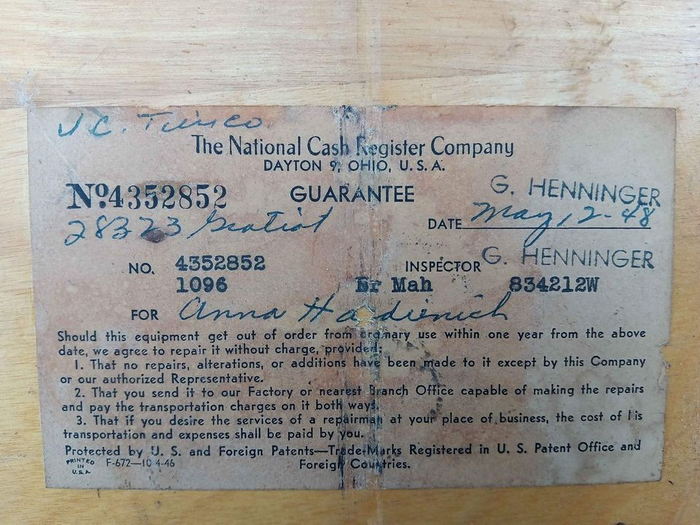 J.C.
The National Cash Register Company
DAYTON 9, OHIO, U.S.A.
No. 4352852 GUARANTEE G. HENNINGER
28323 Gratiot DATE May, 12-48
NO. 4352852 INSPECTOR G. HENNINGER
1096 Br Mah 834212W
FOR Anna
Should this equipment get out of order from ordinary use within one year from the above
date, we agree to repair it without charge, provided:
1. That no repairs, alterations, or additions have been made to it except by this Company
or our authorized Representative.
2. That you send it to our Factory or nearest Branch Office capable of making the repairs
and pay the transportation charges on it both ways.
3. That if you desire the services of a repairman at your place of business, the cost of his
transportation and expenses shall be paid by you.
Protected by U. S. and Foreign Patents—Trade-Marks Registered in U. S. Patent Office and
Foreign Countries.
PRINTED IN U.S.A. F-672—10 4-46